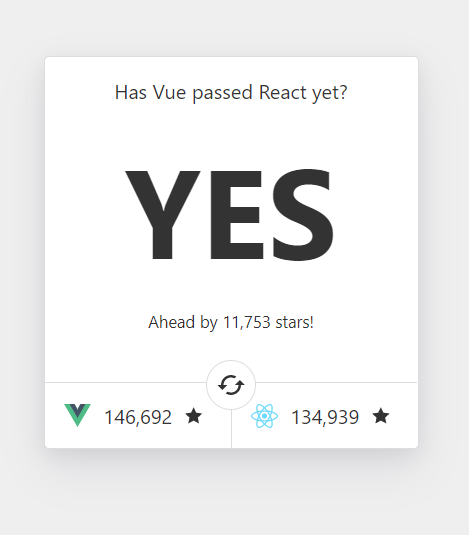 Has Vue passed React yet?
YES
Ahead by 11,753 stars!
146,692 134,939